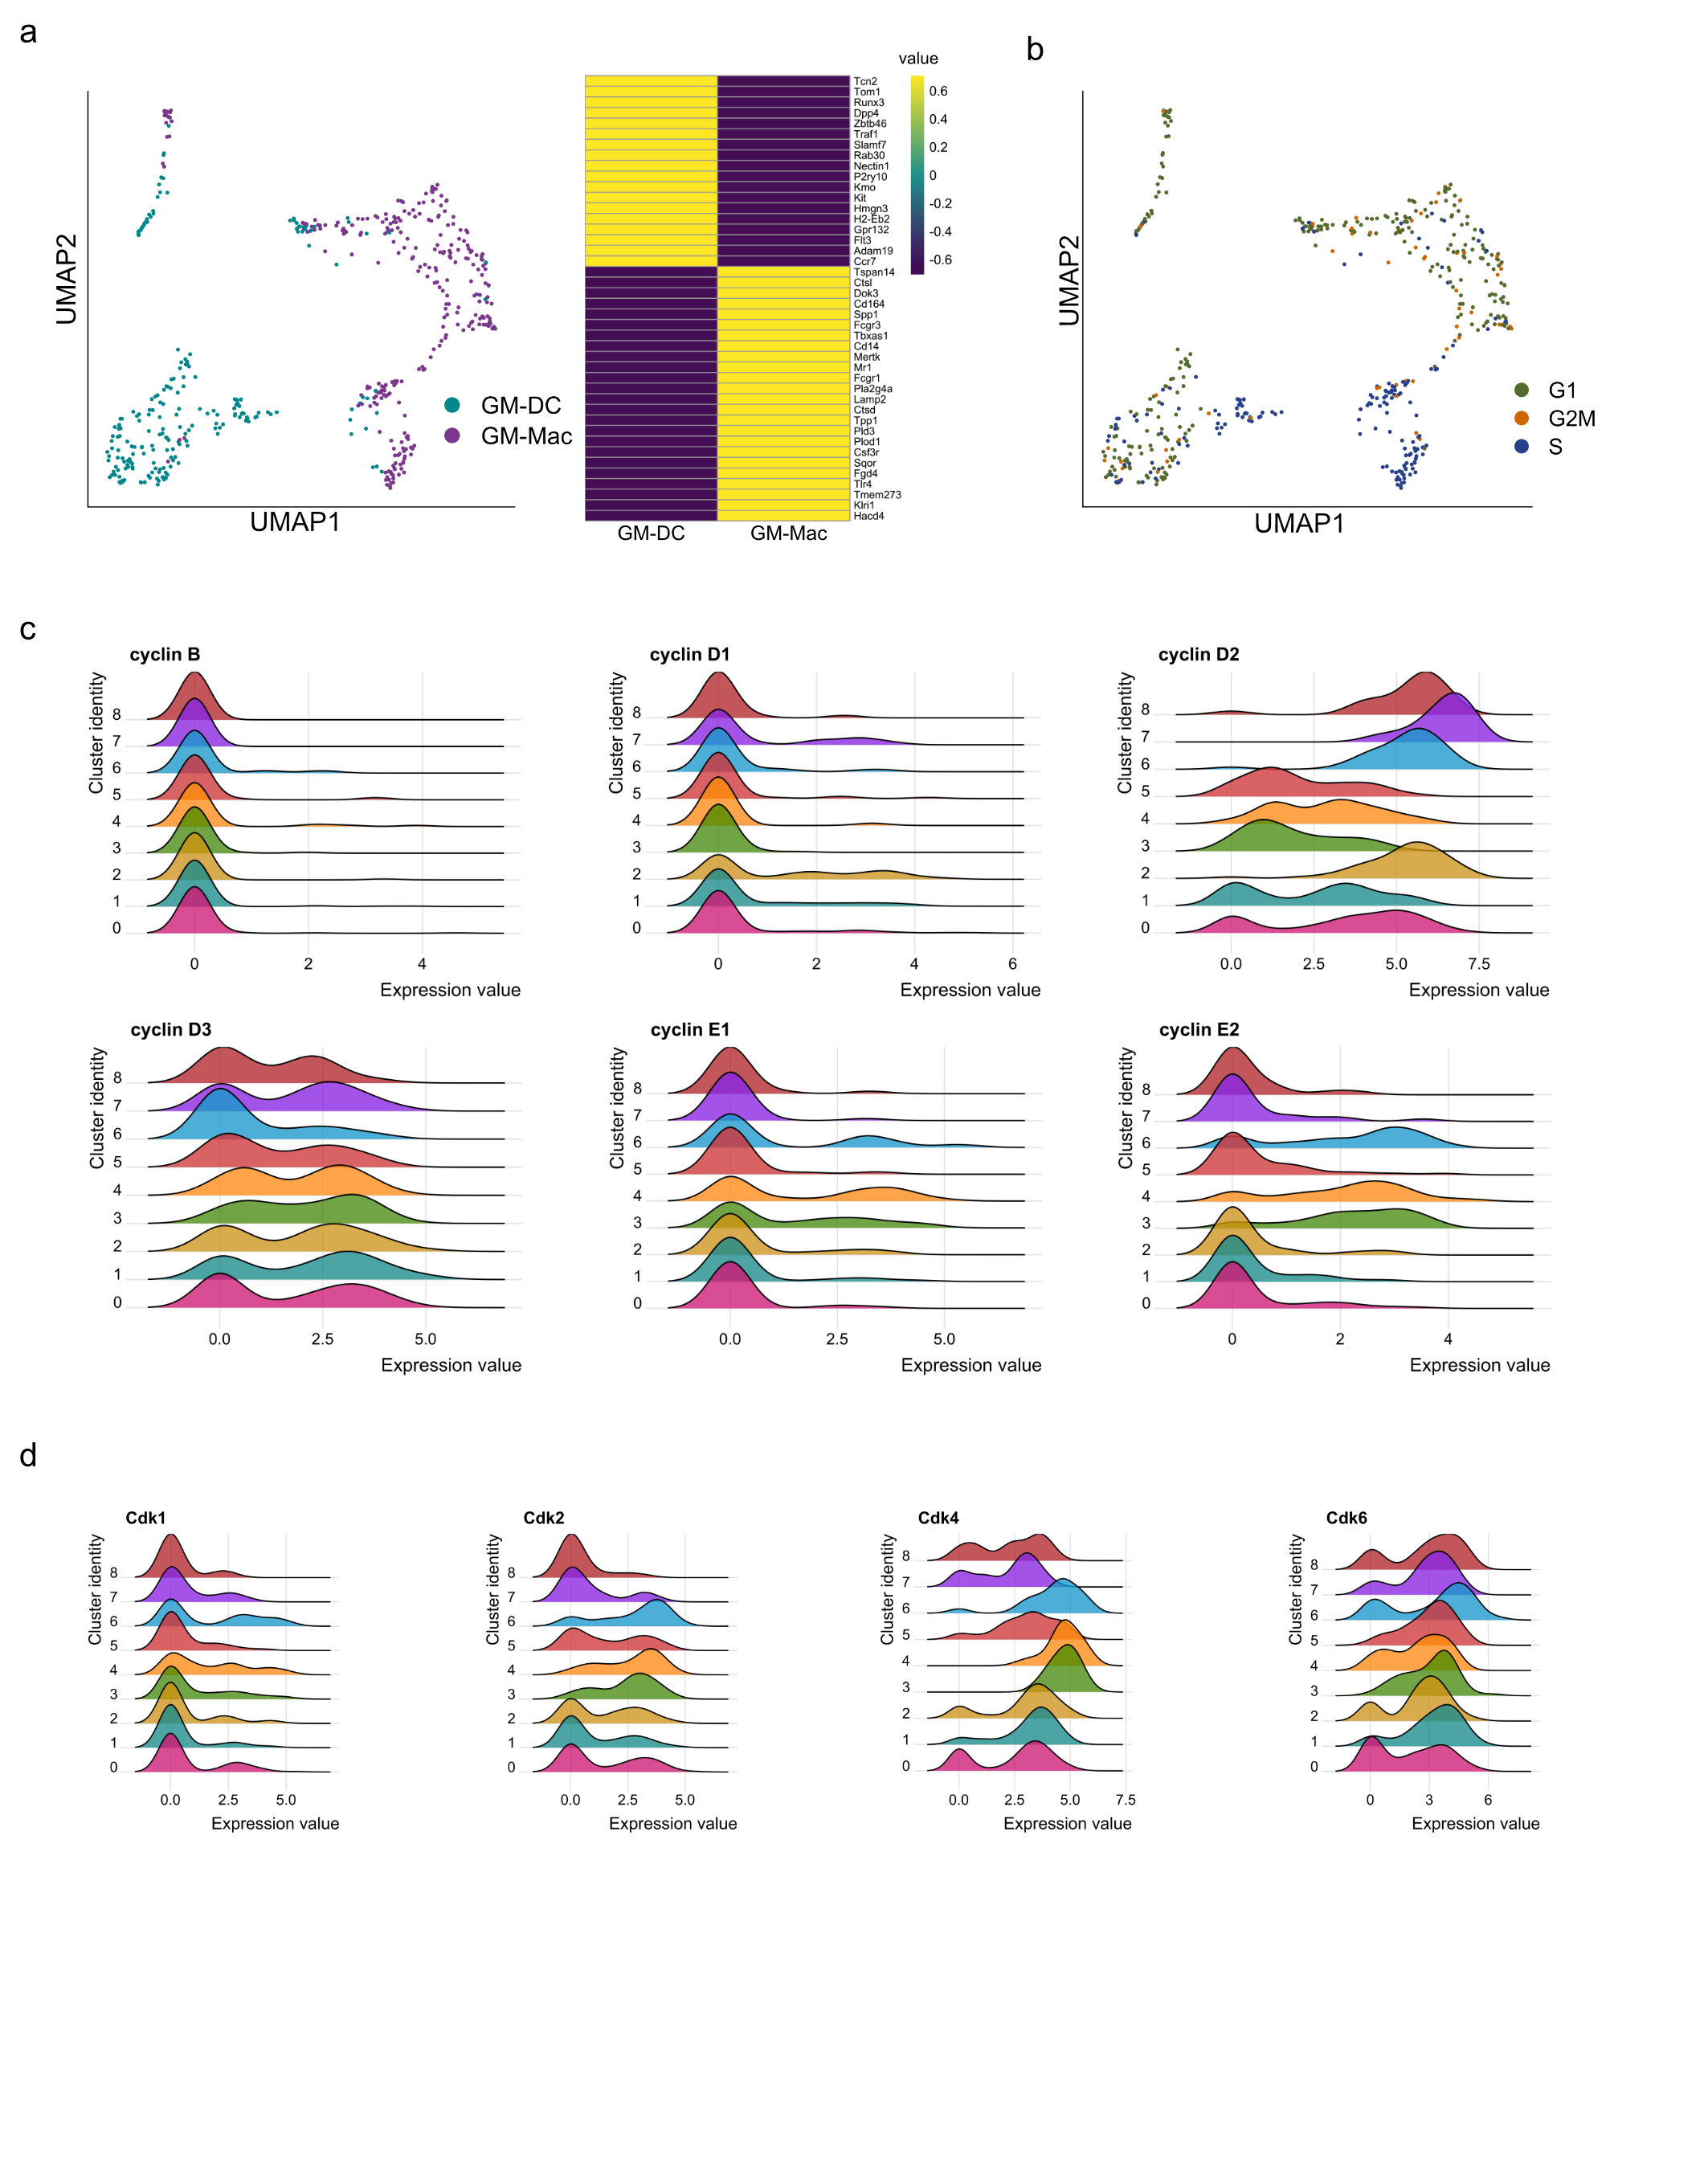 a
b
value
UMAP2
UMAP1
GM-DC
GM-Mac
Tcn2
Tom1
Runx3
Dpp4
Zbtb46
Traf1
Slamf7
Rab30
Nectin1
P2ry10
Kmo
Kit
Hmgn3
H2-Eb2
Gpr132
Flt3
Adam19
Ccr7
Tspan14
Ctsl
Dok3
Cd164
Spp1
Fcgr3
Tbxas1
Cd14
Mertk
Mr1
Fcgr1
Pla2g4a
Lamp2
Ctsd
Tpp1
Pld3
Plod1
Csf3r
Sqor
Fgd4
Tlr4
Tmem273
Klri1
Hacd4
GM-DC GM-Mac
0.6
0.4
0.2
0
-0.2
-0.4
-0.6
UMAP2
UMAP1
G1
G2M
S
c
cyclin B
Cluster identity
8
7
6
5
4
3
2
1
0
0 2 4
Expression value
cyclin D1
Cluster identity
8
7
6
5
4
3
2
1
0
0 2 4 6
Expression value
cyclin D2
Cluster identity
8
7
6
5
4
3
2
1
0
0.0 2.5 5.0 7.5
Expression value
cyclin D3
Cluster identity
8
7
6
5
4
3
2
1
0
0.0 2.5 5.0
Expression value
cyclin E1
Cluster identity
8
7
6
5
4
3
2
1
0
0.0 2.5 5.0
Expression value
cyclin E2
Cluster identity
8
7
6
5
4
3
2
1
0
0 2 4
Expression value
d
Cdk1
Cluster identity
8
7
6
5
4
3
2
1
0
0.0 2.5 5.0
Expression value
Cdk2
Cluster identity
8
7
6
5
4
3
2
1
0
0.0 2.5 5.0
Expression value
Cdk4
Cluster identity
8
7
6
5
4
3
2
1
0
0.0 2.5 5.0 7.5
Expression value
Cdk6
Cluster identity
8
7
6
5
4
3
2
1
0
0 3 6
Expression value